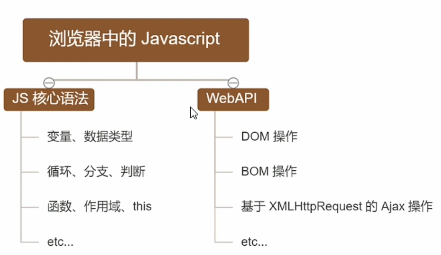 浏览器中的 Javascript
JS 核心语法
变量、数据类型
循环、分支、判断
函数、作用域、this
etc...
WebAPI
DOM 操作
BOM 操作
基于 XMLHttpRequest 的 Ajax 操作
etc...